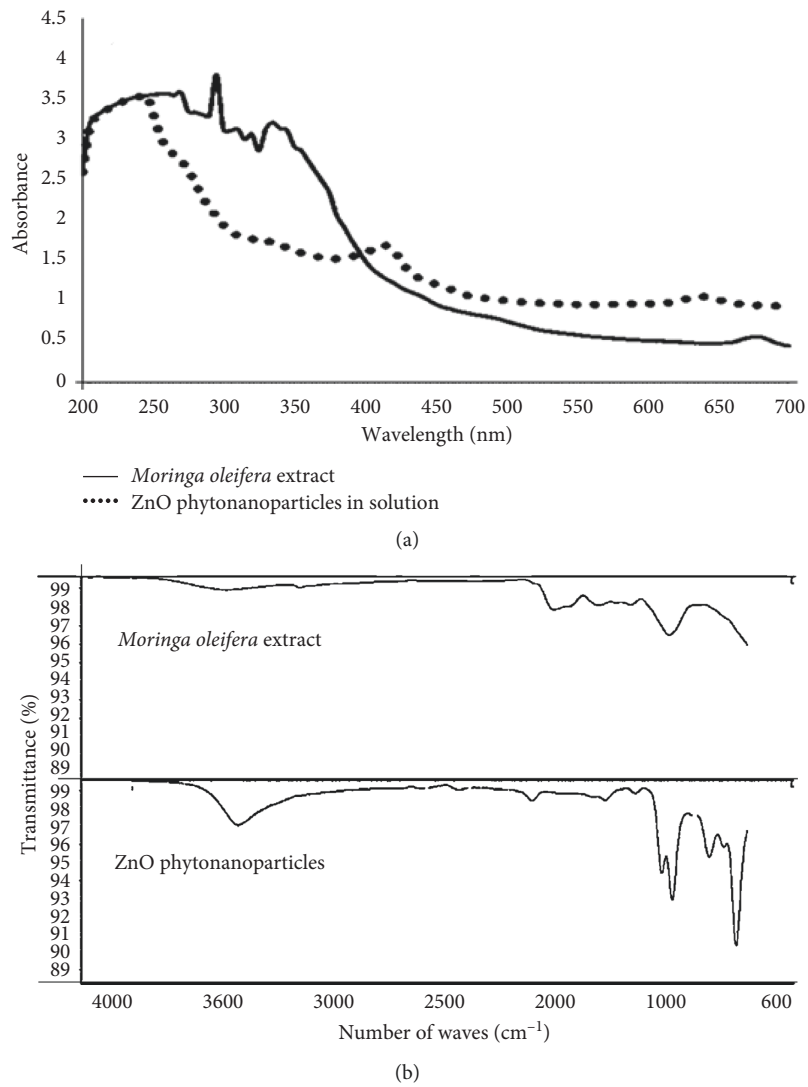 4.5
4
3.5
3
2.5
2
1.5
1
0.5
0
Absorbance
200 250 300 350 400 450 500 550 600 650 700
Wavelength (nm)
Moringa oleifera extract
ZnO phytonanoparticles in solution
(a)
99
98
97
96
95
94
93
92
91
90
89
Moringa oleifera extract
Transmittance (%)
99
98
97
96
95
94
93
92
91
90
89
ZnO phytonanoparticles
4000 3600 3000 2500 2000 1000 600
Number of waves (cm−1)
(b)